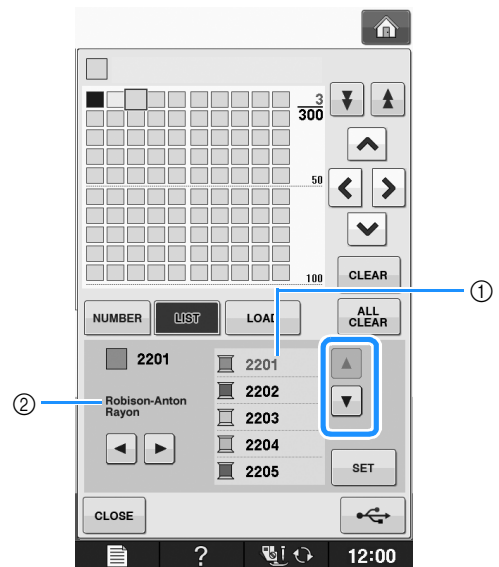 3
300
50
100
CLEAR
①
NUMBER
LIST
LOAD
ALL
CLEAR
2201
2201
2202
②
Robison-Anton
Rayon
2203
2204
2205
SET
CLOSE
?
12:00